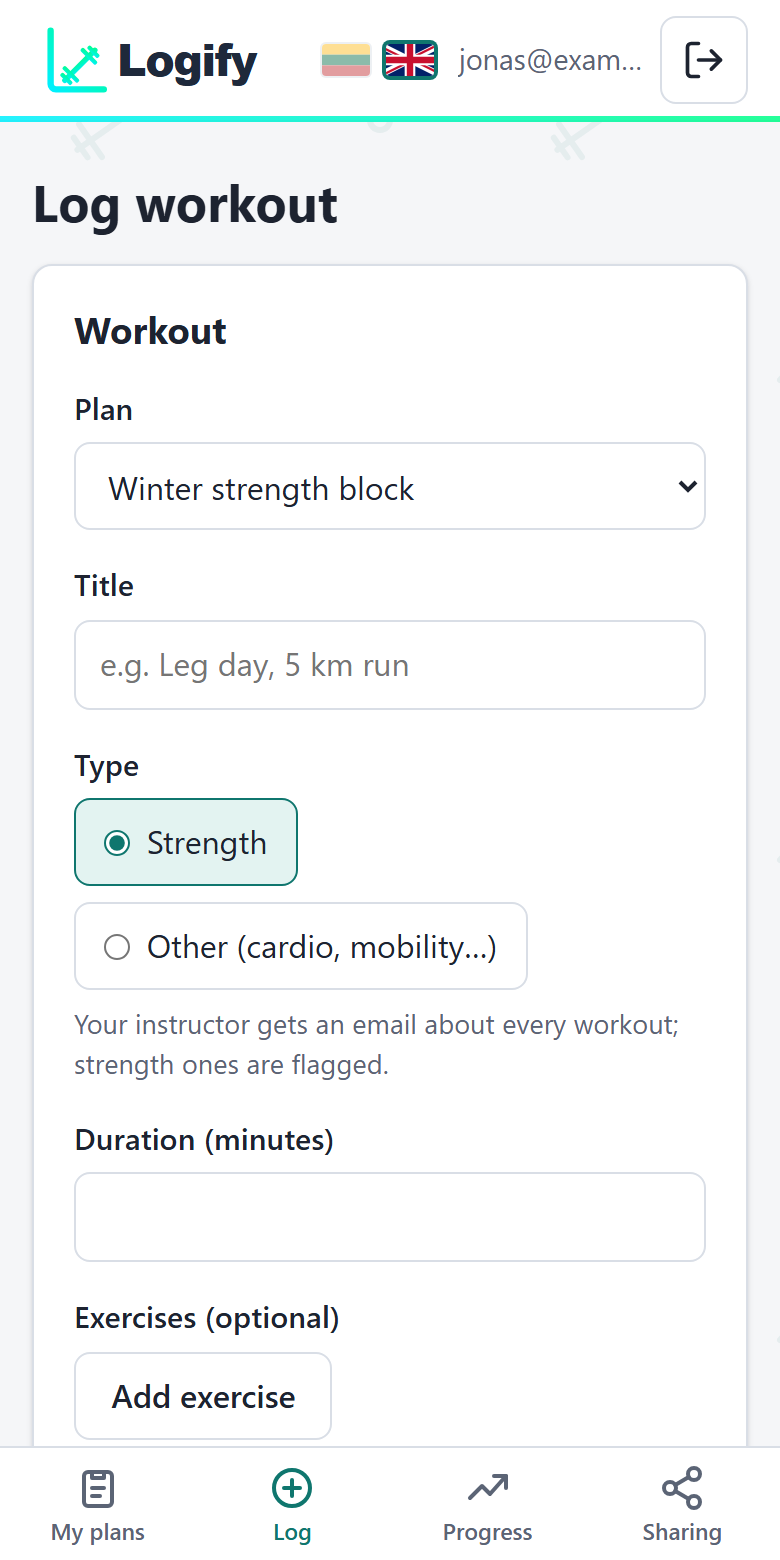 Logify
jonas@exam...
Log workout
Workout
Plan
Winter strength block
Title
e.g. Leg day, 5 km run
Type
Strength
Other (cardio, mobility...)
Your instructor gets an email about every workout;
strength ones are flagged.
Duration (minutes)
Exercises (optional)
Add exercise
My plans
Log
Progress
Sharing